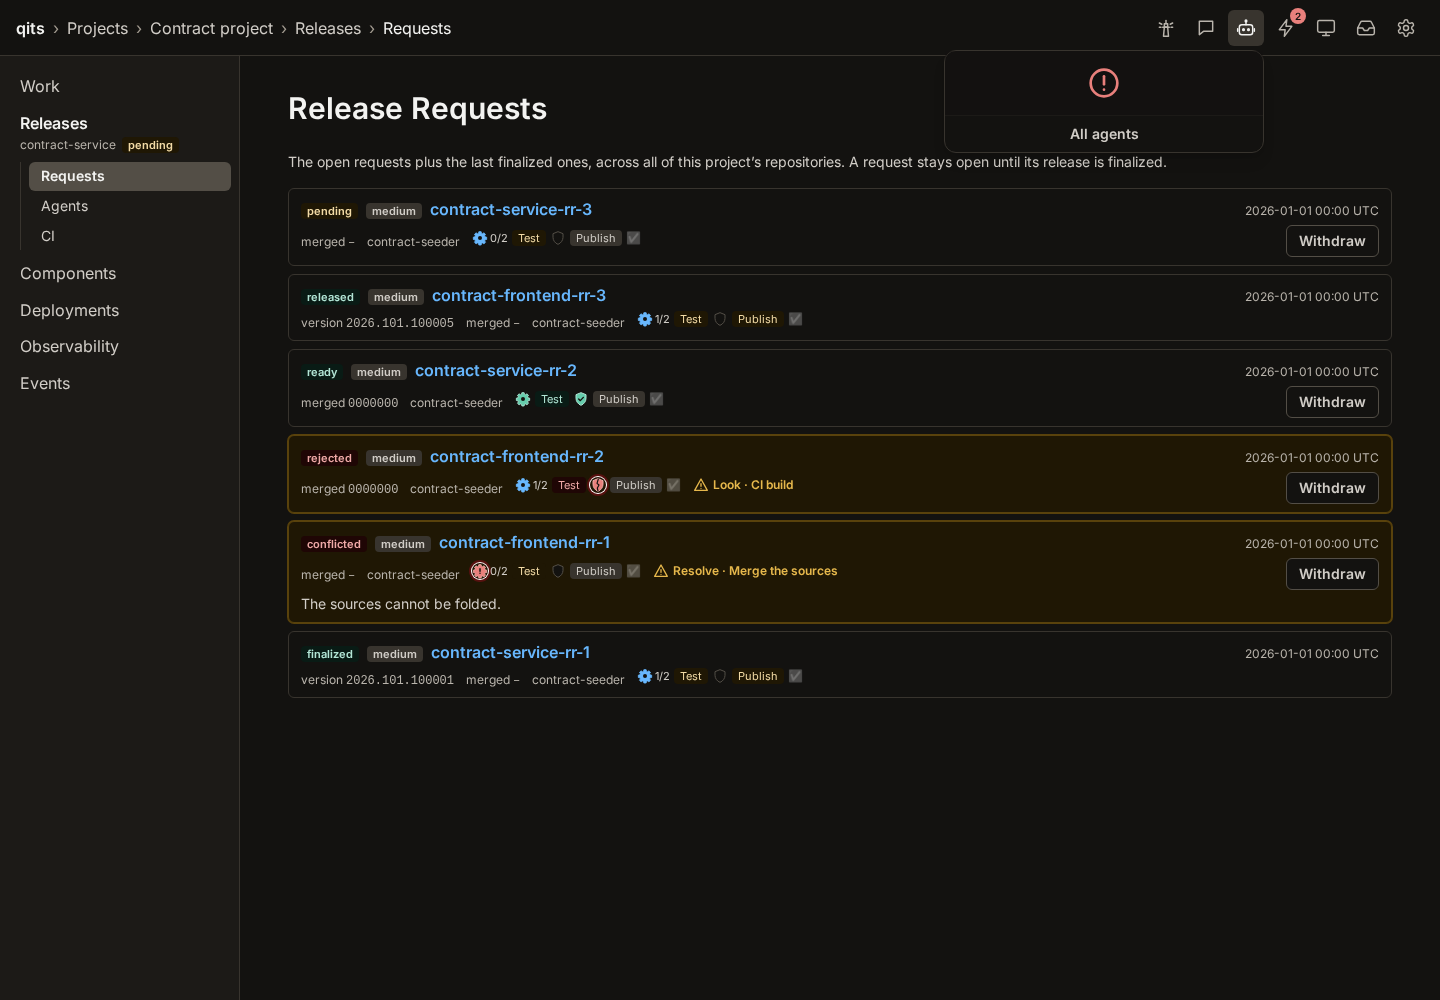 qits › Projects › Contract project › Releases › Requests
2
Work
Releases
contract-service pending
Requests
Agents
CI
Components
Deployments
Observability
Events
All agents
Release Requests
The open requests plus the last finalized ones, across all of this project’s repositories. A request stays open until its release is finalized.
pending medium contract-service-rr-3 2026-01-01 00:00 UTC
merged – contract-seeder 0/2 Test Publish Withdraw
released medium contract-frontend-rr-3 2026-01-01 00:00 UTC
version 2026.101.100005 merged – contract-seeder 1/2 Test Publish
ready medium contract-service-rr-2 2026-01-01 00:00 UTC
merged 0000000 contract-seeder Test Publish Withdraw
rejected medium contract-frontend-rr-2 2026-01-01 00:00 UTC
merged 0000000 contract-seeder 1/2 Test Publish Look · CI build Withdraw
conflicted medium contract-frontend-rr-1 2026-01-01 00:00 UTC
merged – contract-seeder 0/2 Test Publish Resolve · Merge the sources Withdraw
The sources cannot be folded.
finalized medium contract-service-rr-1 2026-01-01 00:00 UTC
version 2026.101.100001 merged – contract-seeder 1/2 Test Publish